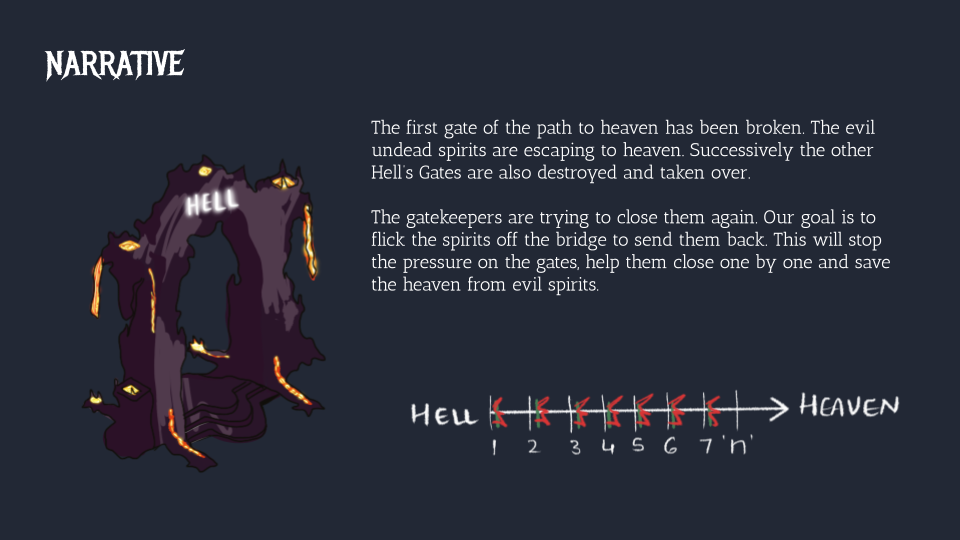 NARRATIVE
The first gate of the path to heaven has been broken. The evil
undead spirits are escaping to heaven. Successively the other
Hell's Gates are also destroyed and taken over.
The gatekeepers are trying to close them again. Our goal is to
flick the spirits off the bridge to send them back. This will stop
the pressure on the gates, help them close one by one and save
the heaven from evil spirits.
HELL
HELL HEAVEN
1 2 3 4 5 6 7 'n'